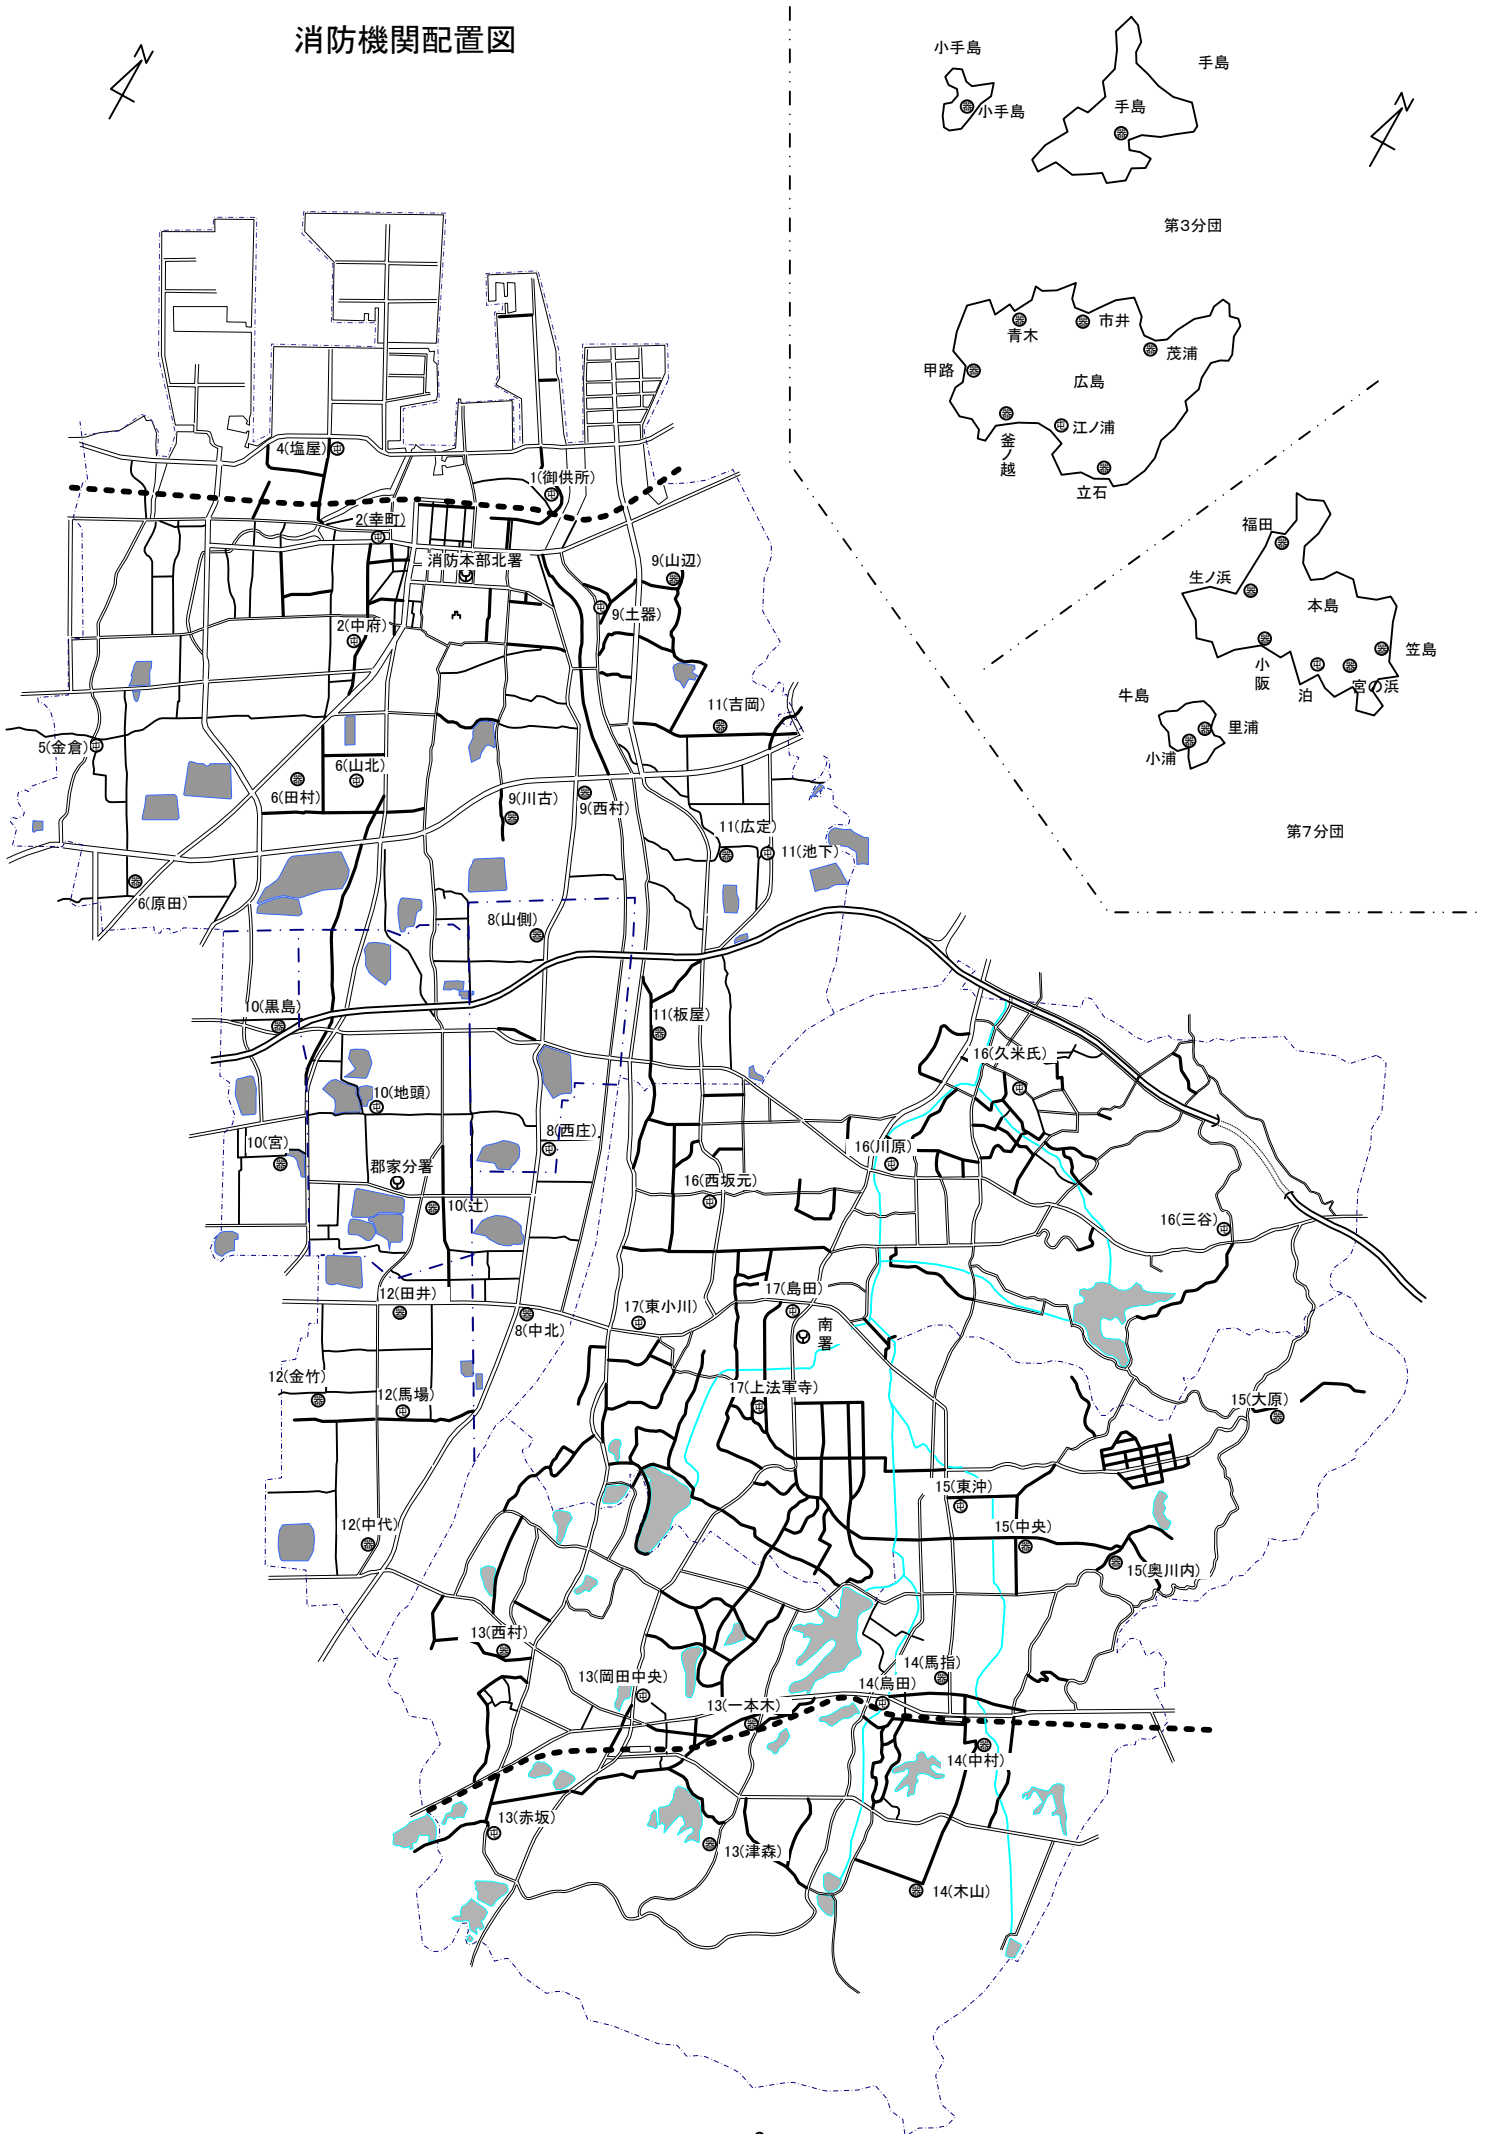 消防機関配置図
N
N
小手島
小手島
手島
手島
第3分団
青木
市井
茂浦
甲路
広島
釜ノ越
江ノ浦
立石
福田
生ノ浜
本島
笠島
小阪
泊
宮の浜
牛島
里浦
小浦
第7分団
4(塩屋)
1(御供所)
2(幸町)
消防本部北署
9(山辺)
9(土器)
2(中府)
11(吉岡)
5(金倉)
6(山北)
6(田村)
9(川古)
9(西村)
11(広定)
11(池下)
6(原田)
8(山側)
10(黒島)
11(板屋)
16(久米氏)
10(地頭)
8(西庄)
10(宮)
16(川原)
郡家分署
16(西坂元)
10(辻)
16(三谷)
12(田井)
17(島田)
17(東小川)
8(中北)
南署
12(金竹)
12(馬場)
17(上法軍寺)
15(大原)
15(東沖)
12(中代)
15(中央)
15(奥川内)
13(西村)
14(馬指)
13(岡田中央)
14(島田)
13(一本木)
14(中村)
13(赤坂)
13(津森)
14(木山)